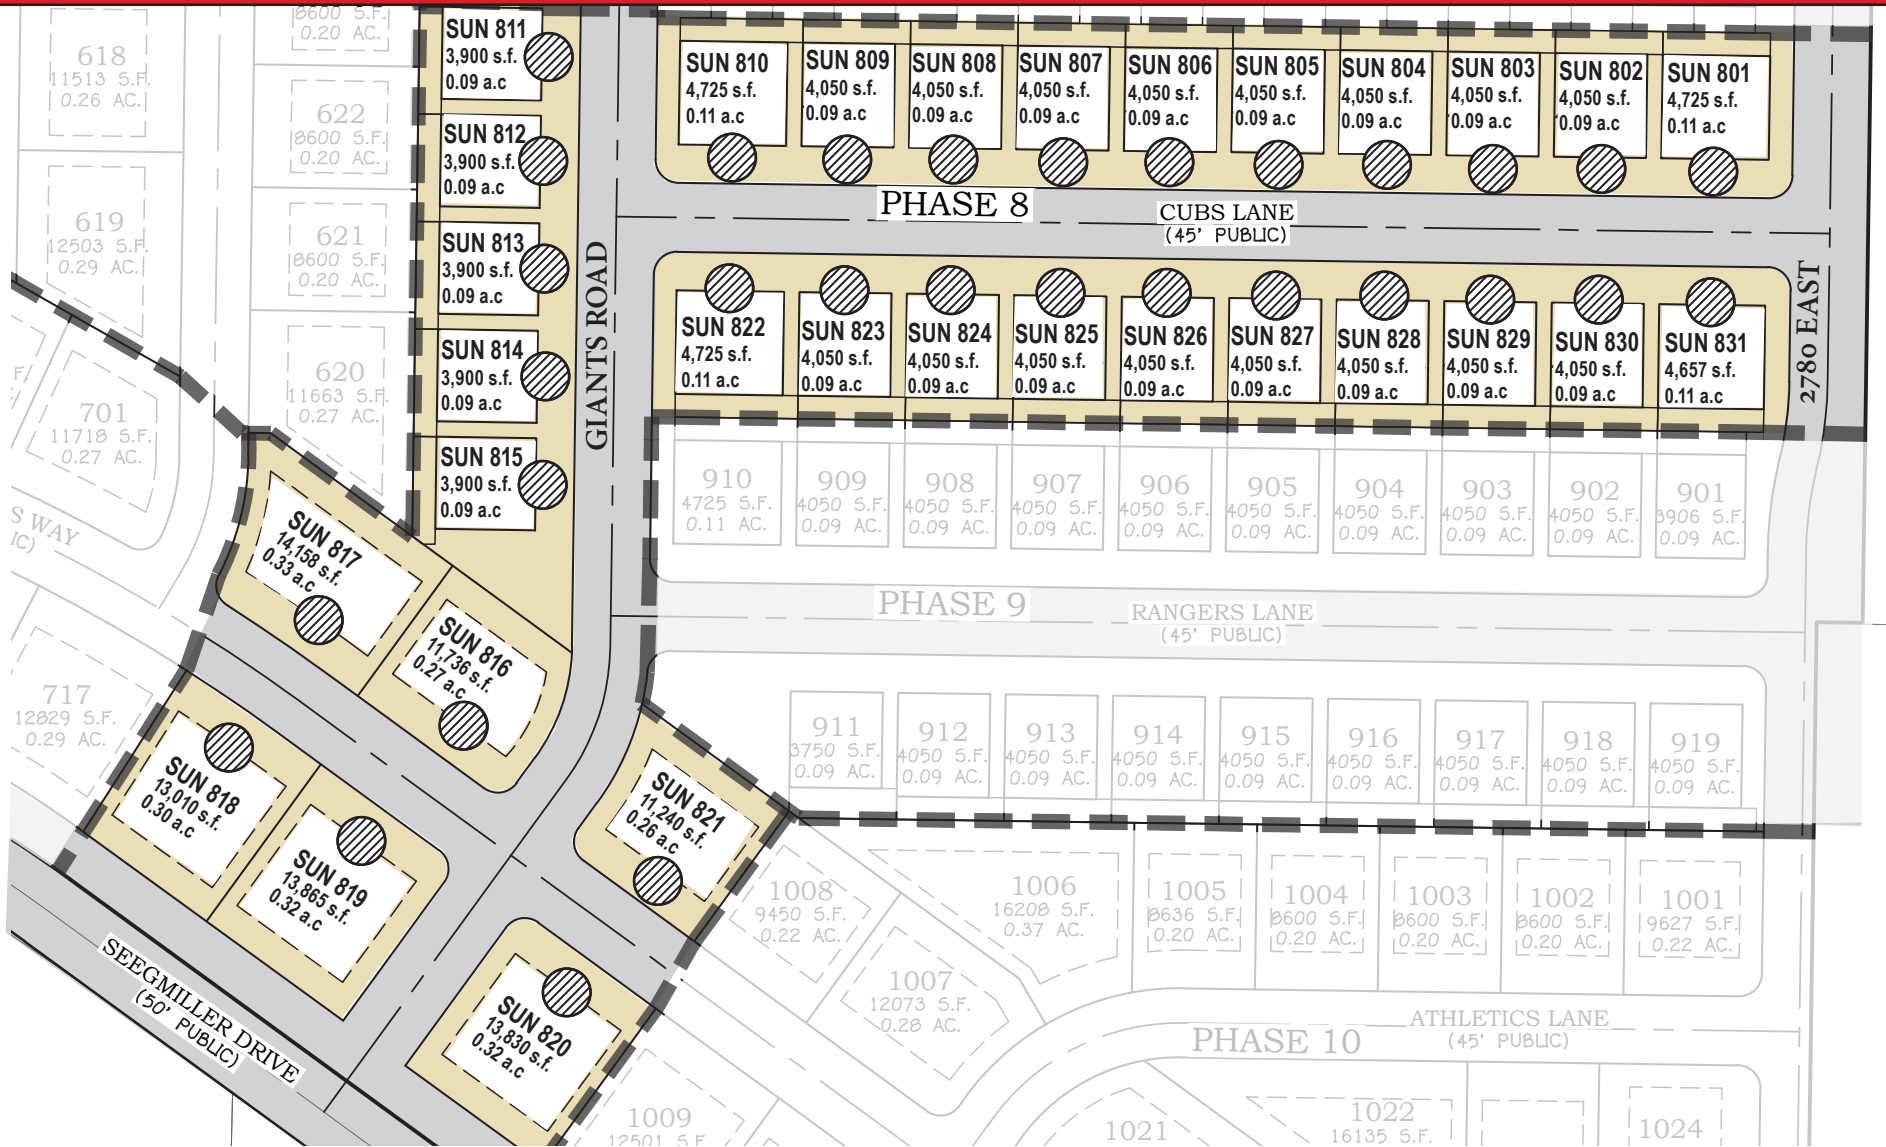 618
11513 S.F.
0.26 AC.
8600 S.F.
0.20 AC.
622
8600 S.F.
0.20 AC.
619
12503 S.F.
0.29 AC.
621
8600 S.F.
0.20 AC.
620
11663 S.F.
0.27 AC.
701
11718 S.F.
0.27 AC.
S WAY
IC)
717
12829 S.F.
0.29 AC.
SUN 811
3,900 s.f.
0.09 a.c
SUN 812
3,900 s.f.
0.09 a.c
SUN 813
3,900 s.f.
0.09 a.c
SUN 814
3,900 s.f.
0.09 a.c
SUN 815
3,900 s.f.
0.09 a.c
GIANTS ROAD
SUN 810
4,725 s.f.
0.11 a.c
SUN 809
4,050 s.f.
0.09 a.c
SUN 808
4,050 s.f.
0.09 a.c
SUN 807
4,050 s.f.
0.09 a.c
SUN 806
4,050 s.f.
0.09 a.c
SUN 805
4,050 s.f.
0.09 a.c
SUN 804
4,050 s.f.
0.09 a.c
SUN 803
4,050 s.f.
0.09 a.c
SUN 802
4,050 s.f.
0.09 a.c
SUN 801
4,725 s.f.
0.11 a.c
PHASE 8
CUBS LANE
(45' PUBLIC)
2780 EAST
SUN 822
4,725 s.f.
0.11 a.c
SUN 823
4,050 s.f.
0.09 a.c
SUN 824
4,050 s.f.
0.09 a.c
SUN 825
4,050 s.f.
0.09 a.c
SUN 826
4,050 s.f.
0.09 a.c
SUN 827
4,050 s.f.
0.09 a.c
SUN 828
4,050 s.f.
0.09 a.c
SUN 829
4,050 s.f.
0.09 a.c
SUN 830
4,050 s.f.
0.09 a.c
SUN 831
4,657 s.f.
0.11 a.c
910
4725 S.F.
0.11 AC.
909
4050 S.F.
0.09 AC.
908
4050 S.F.
0.09 AC.
907
4050 S.F.
0.09 AC.
906
4050 S.F.
0.09 AC.
905
4050 S.F.
0.09 AC.
904
4050 S.F.
0.09 AC.
903
4050 S.F.
0.09 AC.
902
4050 S.F.
0.09 AC.
901
3906 S.F.
0.09 AC.
PHASE 9
RANGERS LANE
(45' PUBLIC)
911
3750 S.F.
0.09 AC.
912
4050 S.F.
0.09 AC.
913
4050 S.F.
0.09 AC.
914
4050 S.F.
0.09 AC.
915
4050 S.F.
0.09 AC.
916
4050 S.F.
0.09 AC.
917
4050 S.F.
0.09 AC.
918
4050 S.F.
0.09 AC.
919
4050 S.F.
0.09 AC.
SUN 817
14,158 s.f.
0.33 a.c
SUN 816
11,736 s.f.
0.27 a.c
SUN 818
13,010 s.f.
0.30 a.c
SUN 819
13,865 s.f.
0.32 a.c
SUN 821
11,240 s.f.
0.26 a.c
SUN 820
13,830 s.f.
0.32 a.c
SEEGMILLER DRIVE
(50' PUBLIC)
1008
9450 S.F.
0.22 AC.
1007
12073 S.F.
0.28 AC.
1006
16208 S.F.
0.37 AC.
1005
8636 S.F.
0.20 AC.
1004
8600 S.F.
0.20 AC.
1003
8600 S.F.
0.20 AC.
1002
8600 S.F.
0.20 AC.
1001
9627 S.F.
0.22 AC.
PHASE 10
ATHLETICS LANE
(45' PUBLIC)
1009
12501 S.F.
1021
1022
16135 S.F.
1024